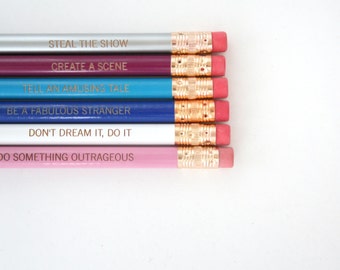 STEAL THE SHOW
CREATE A SCENE
TELL AN AMUSING TALE
BE A FABULOUS STRANGER
DON'T DREAM IT, DO IT
DO SOMETHING OUTRAGEOUS